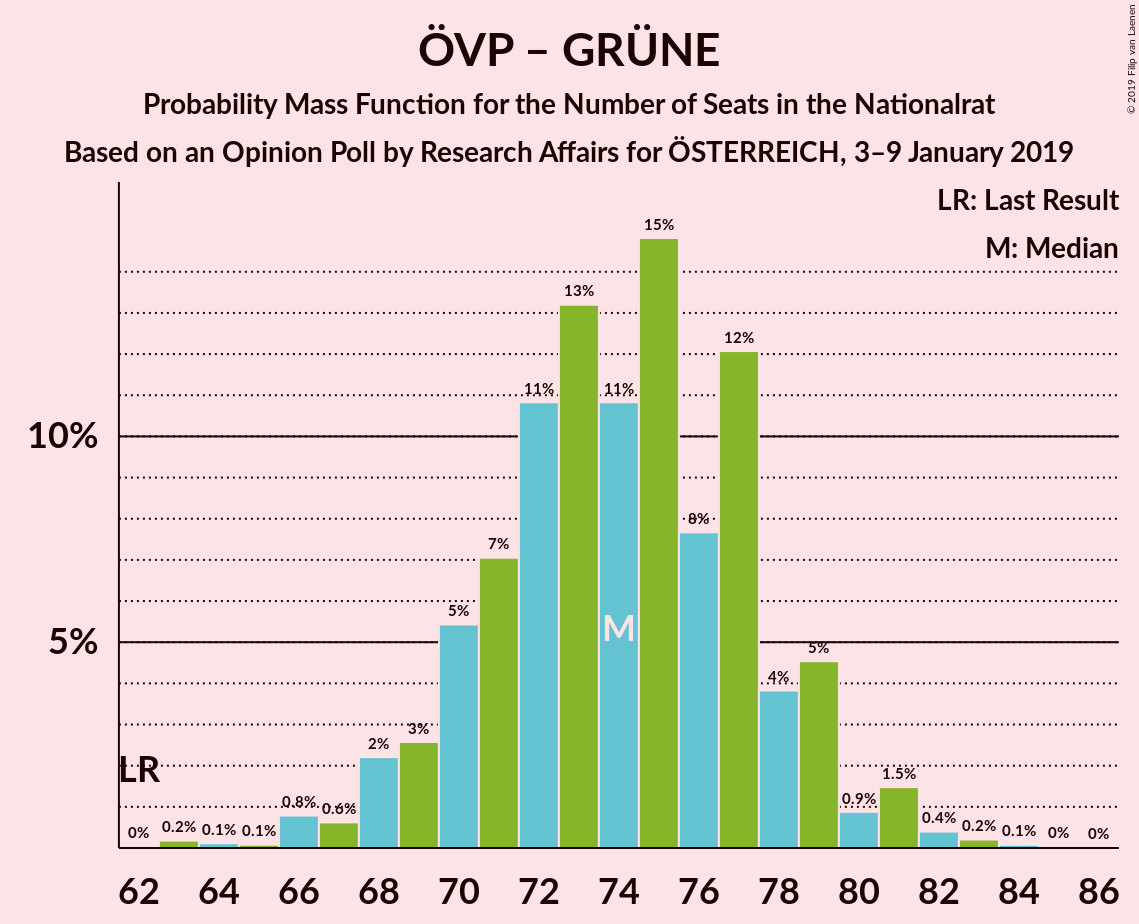 ÖVP – GRÜNE
Probability Mass Function for the Number of Seats in the Nationalrat
Based on an Opinion Poll by Research Affairs for ÖSTERREICH, 3–9 January 2019
© 2019 Filip van Laenen
LR: Last Result
M: Median
15%
13%
12%
11% 11%
10%
8%
7%
5%
M
5%
5%
4%
3%
2%
LR
1.5%
0.8% 0.6% 0.9%
0% 0.2% 0.1% 0.1% 0.4% 0.2% 0.1% 0% 0%
62 64 66 68 70 72 74 76 78 80 82 84 86